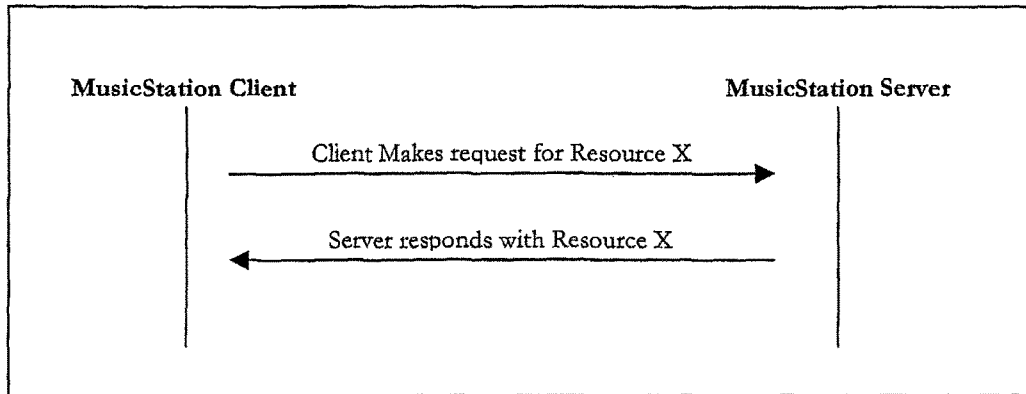 MusicStation Client MusicStation Server
Client Makes request for Resource X
Server responds with Resource X